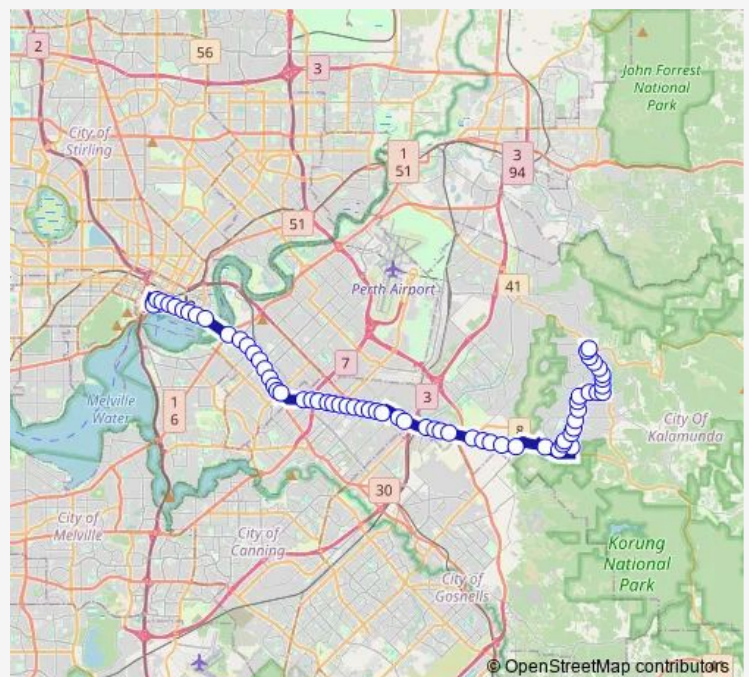 2
56
3
John Forrest
National
Park
City of
Stirling
1
51
3
94
51
Perth Airport
41
7
3
1
6
Melville
Water
8
City Of
Kalamunda
30
City of
Melville
City of
Canning
Korung
National
Park
City of
Gosnells
© OpenStreetMap contributors